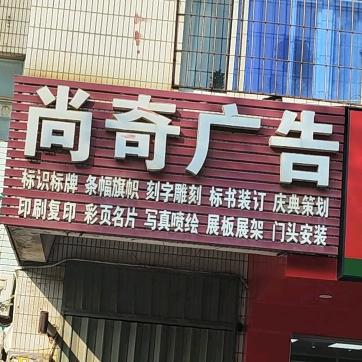 尚奇广告
标识标牌 条幅旗帜 刻字雕刻 标书装订 庆典策划
印刷复印 彩页名片 写真喷绘 展板展架 门头安装